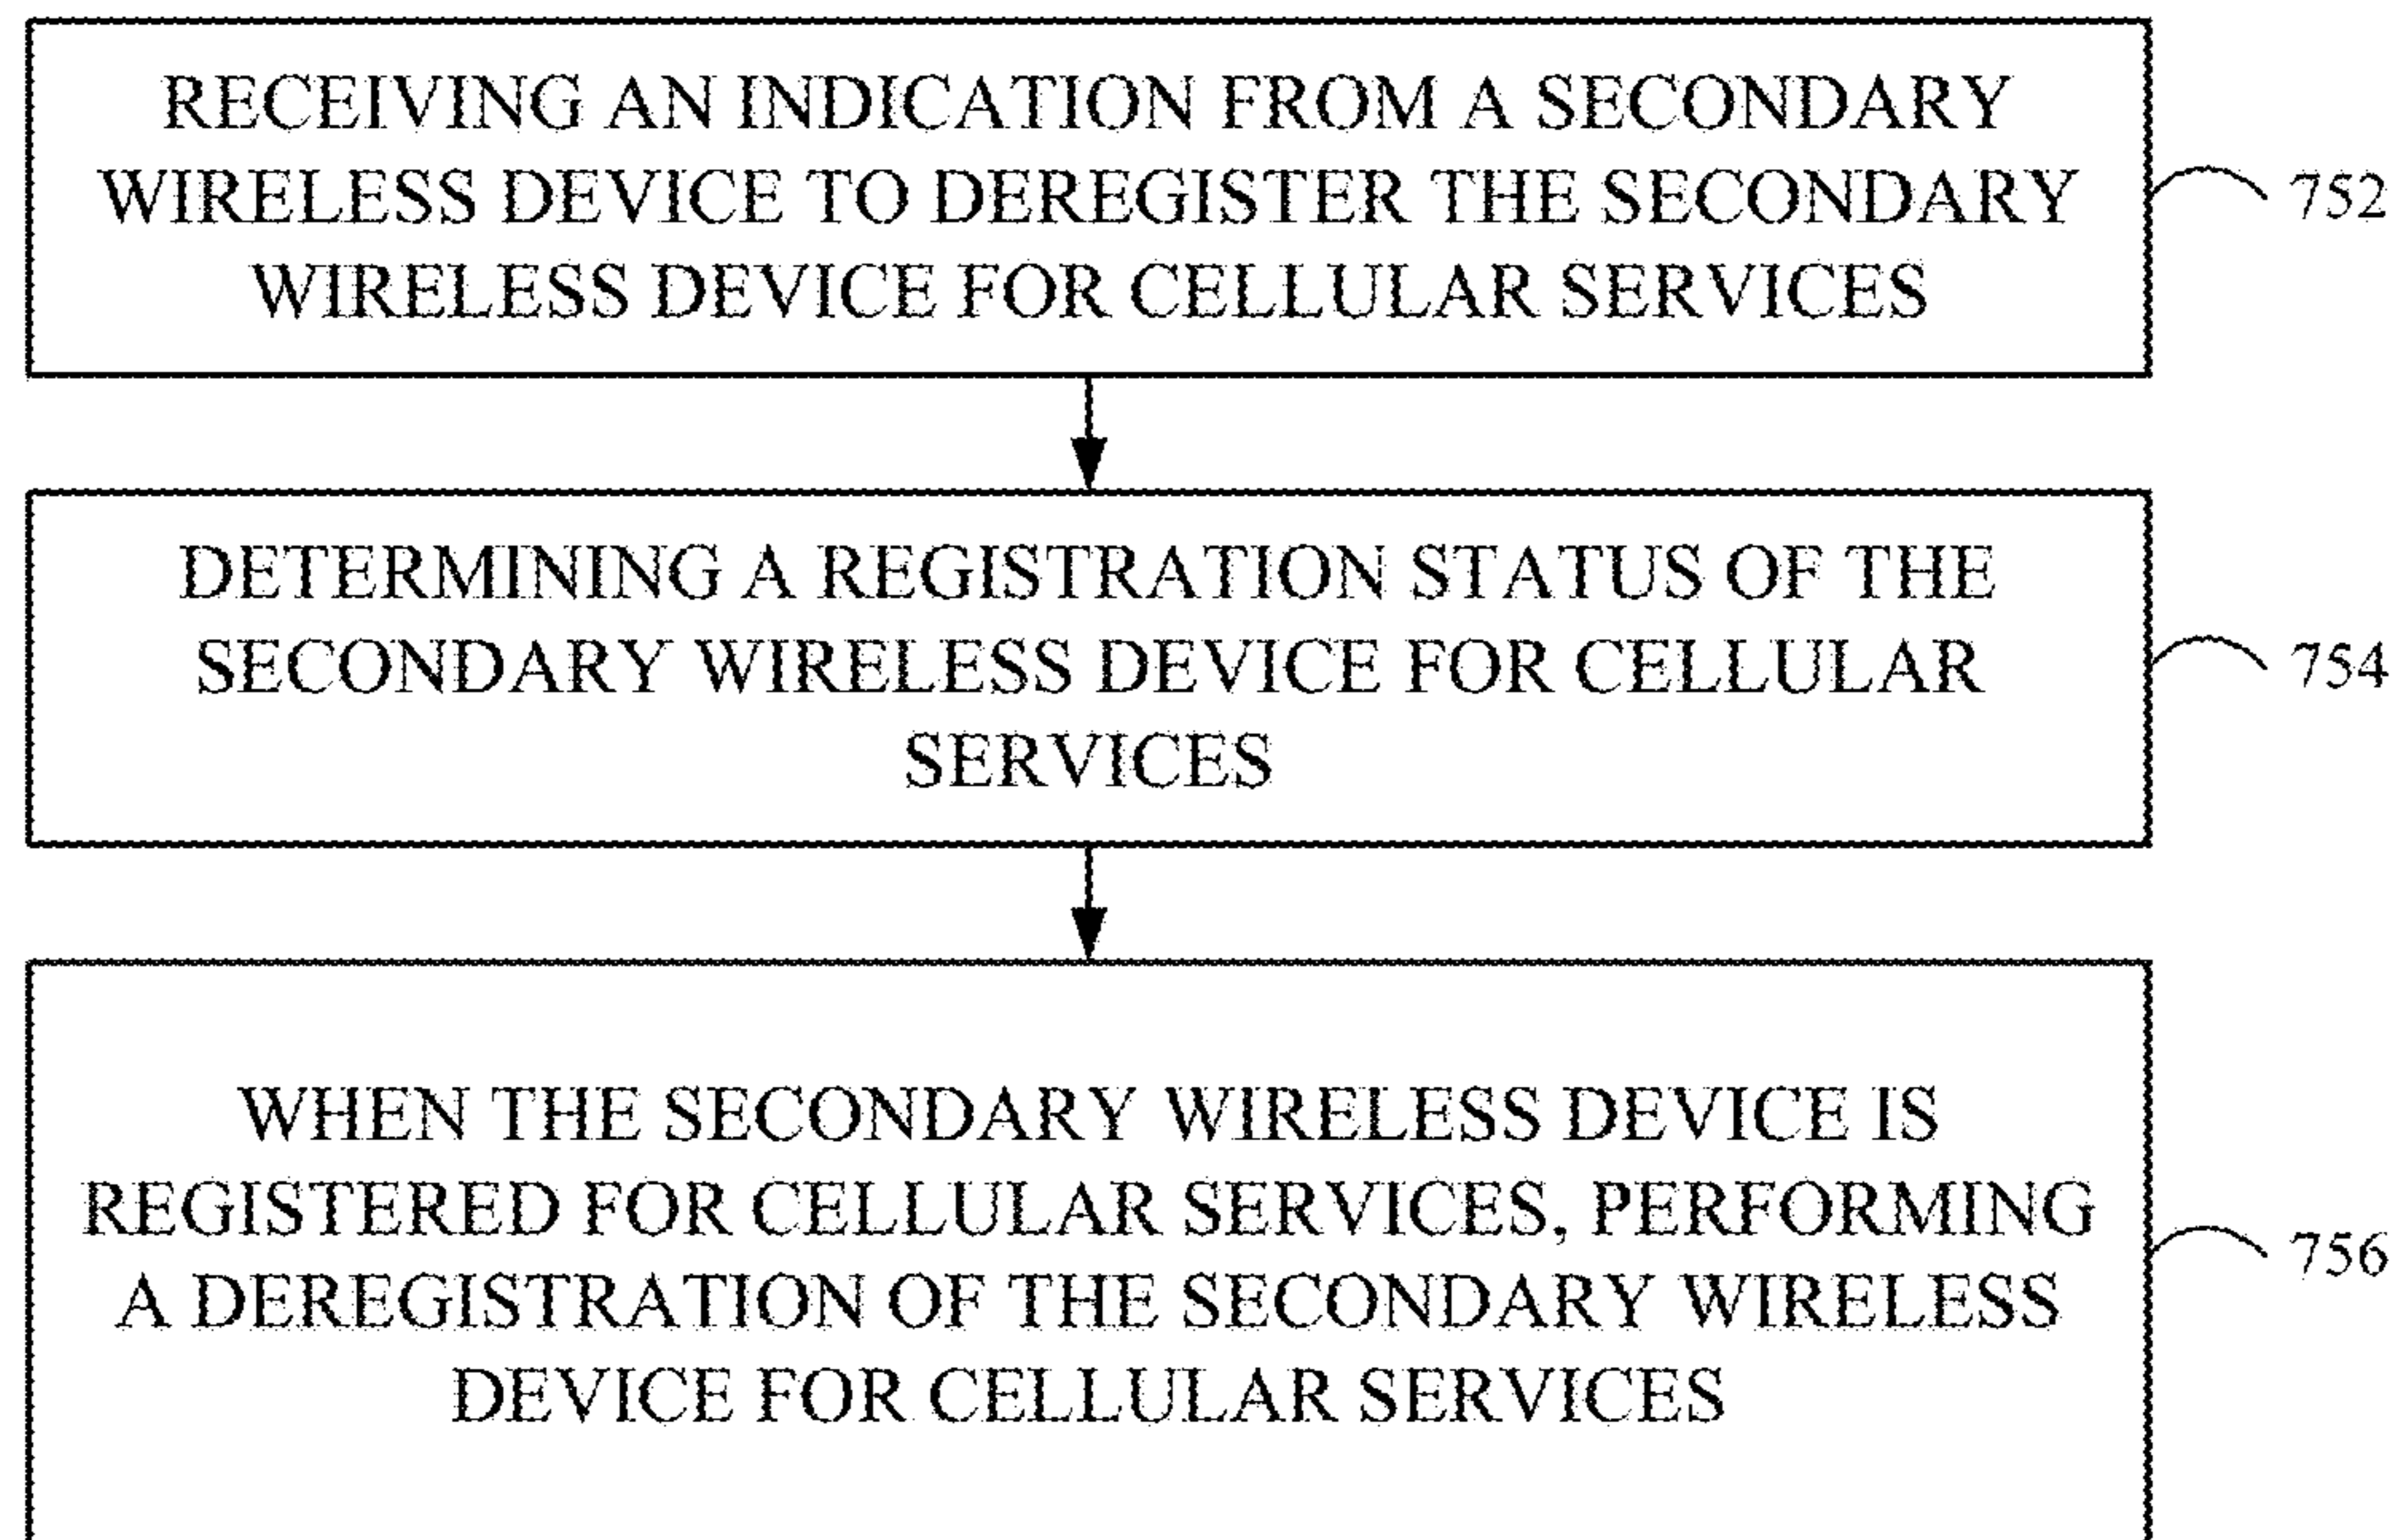 RECEIVING AN INDICATION FROM A SECONDARY
WIRELESS DEVICE TO DEREGISTER THE SECONDARY
WIRELESS DEVICE FOR CELLULAR SERVICES
752
DETERMINING A REGISTRATION STATUS OF THE
SECONDARY WIRELESS DEVICE FOR CELLULAR
SERVICES
754
WHEN THE SECONDARY WIRELESS DEVICE IS
REGISTERED FOR CELLULAR SERVICES, PERFORMING
A DEREGISTRATION OF THE SECONDARY WIRELESS
DEVICE FOR CELLULAR SERVICES
756